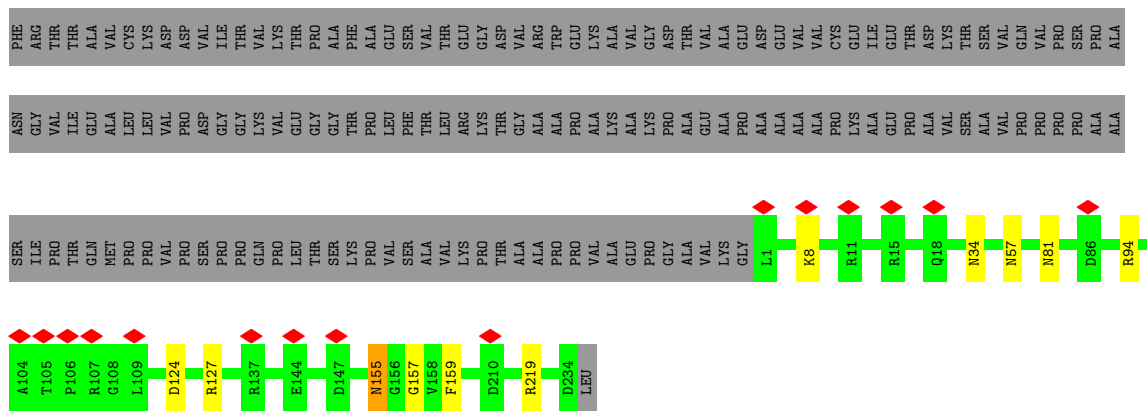 PHE ARG THR THR ALA VAL CYS LYS ASP ASP VAL ILE THR VAL LYS THR PRO ALA PHE ALA GLU SER VAL THR GLU GLY ASP VAL ARG TRP GLU LYS ALA VAL GLY ASP THR VAL ALA GLU ASP GLU VAL VAL CYS GLU ILE GLU THR ASP LYS THR SER VAL GLN VAL PRO SER PRO ALA
ASN GLY VAL ILE GLU ALA LEU LEU VAL PRO ASP GLY GLY LYS VAL GLU GLY GLY THR PRO LEU PHE THR LEU ARG LYS THR GLY ALA ALA PRO ALA LYS ALA LYS PRO ALA GLU ALA PRO ALA ALA ALA ALA PRO LYS ALA GLU PRO ALA VAL SER ALA VAL PRO PRO PRO PRO ALA ALA
SER ILE PRO THR GLN MET PRO PRO VAL PRO SER PRO PRO GLN PRO LEU THR SER LYS PRO VAL SER ALA VAL LYS PRO THR ALA ALA PRO PRO VAL ALA GLU PRO GLY ALA VAL LYS GLY L1 K8 R11 R15 Q18 N34 N57 N81 D86 R94
A104 T105 P106 R107 G108 L109 D124 R127 R137 E144 D147 N155 G156 G157 V158 F159 D210 R219 D234 LEU